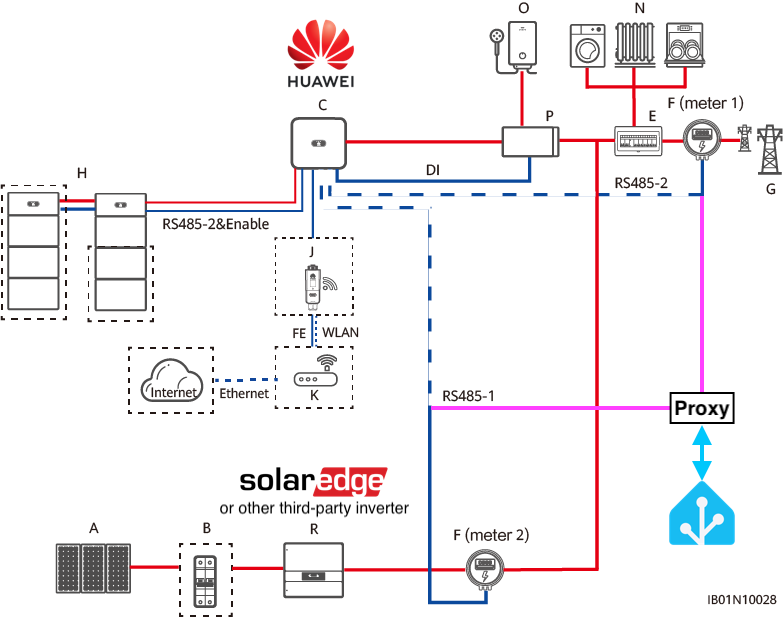 O
N
HUAWEI
C
P
E
F (meter 1)
G
DI
H
RS485-2
RS485-2&Enable
J
FE
WLAN
Internet
Ethernet
K
RS485-1
Proxy
solaredge
or other third-party inverter
A
B
R
F (meter 2)
IB01N10028